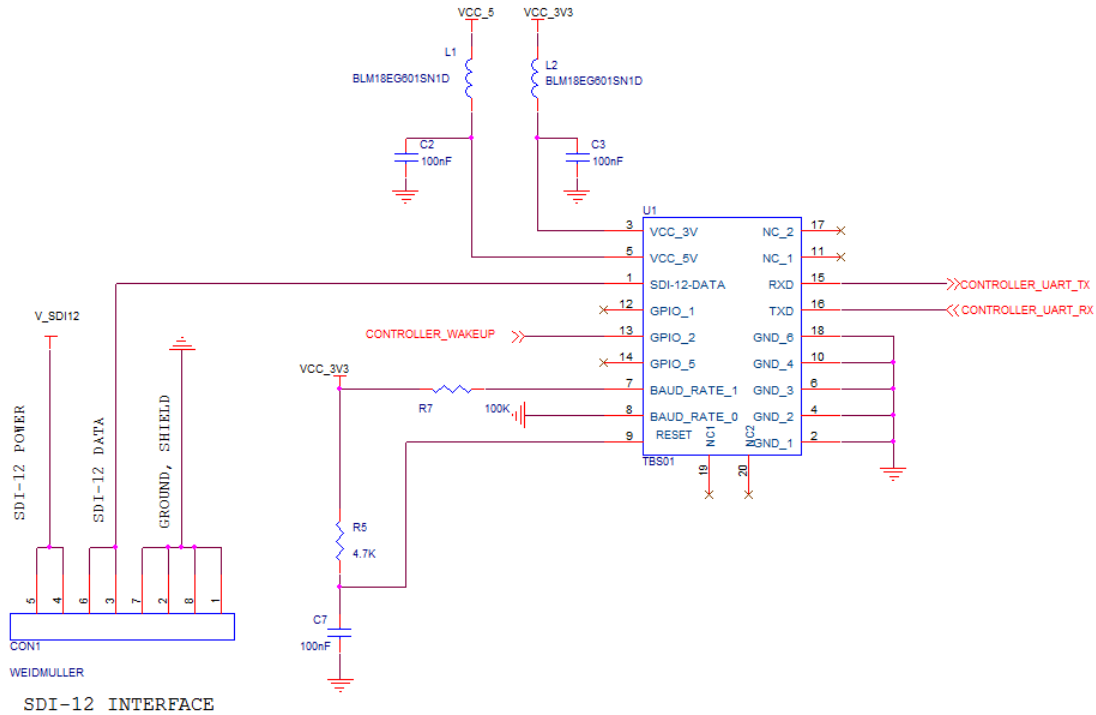 VCC_5
VCC_3V3
L1
BLM18EG601SN1D
L2
BLM18EG601SN1D
C2
100nF
C3
100nF
U1
3
VCC_3V
NC_2
17
5
VCC_5V
NC_1
11
1
SDI-12-DATA
RXD
15
CONTROLLER_UART_TX
12
GPIO_1
TXD
16
CONTROLLER_UART_RX
CONTROLLER_WAKEUP
13
GPIO_2
GND_6
18
14
GPIO_5
GND_4
10
VCC_3V3
R7
100K
7
BAUD_RATE_1
GND_3
6
8
BAUD_RATE_0
GND_2
4
9
RESET
GND_1
2
NC1
NC2
TBS01
19
20
V_SDI12
SDI-12 POWER
SDI-12 DATA
GROUND, SHIELD
R5
4.7K
C7
100nF
5
4
6
3
7
2
8
1
CON1
WEIDMULLER
SDI-12 INTERFACE